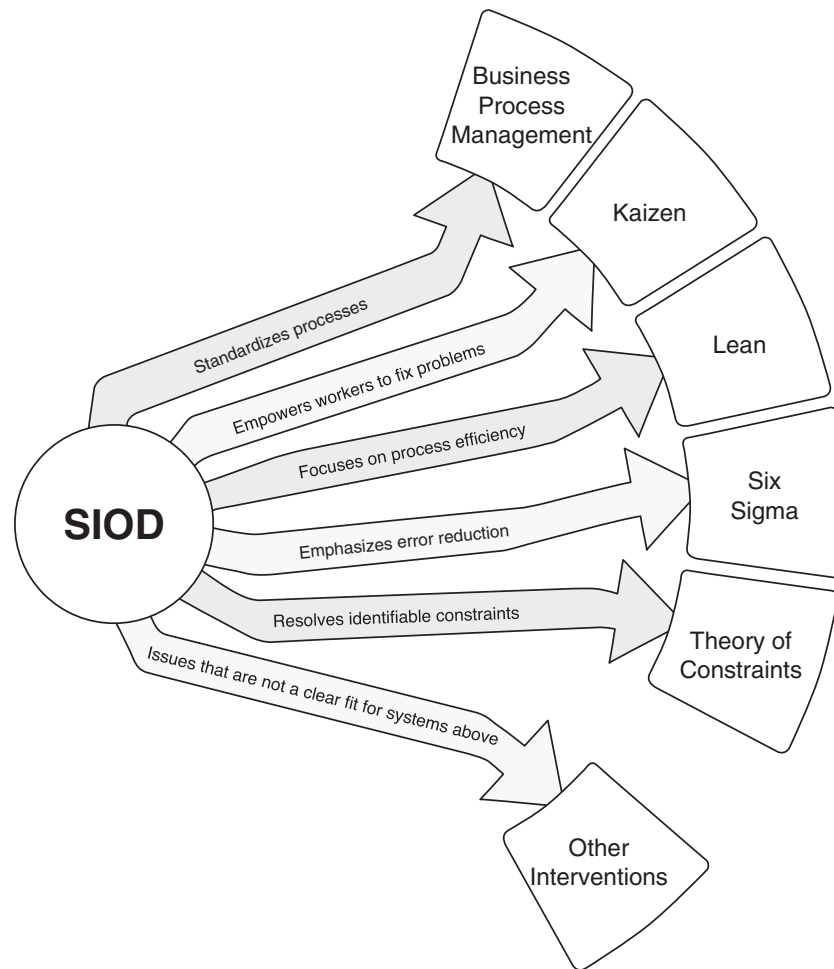 Business
Process
Management
Kaizen
Lean
Six
Sigma
Theory of
Constraints
Other
Interventions
SIOD
Standardizes processes
Empowers workers to fix problems
Focuses on process efficiency
Emphasizes error reduction
Resolves identifiable constraints
Issues that are not a clear fit for systems above